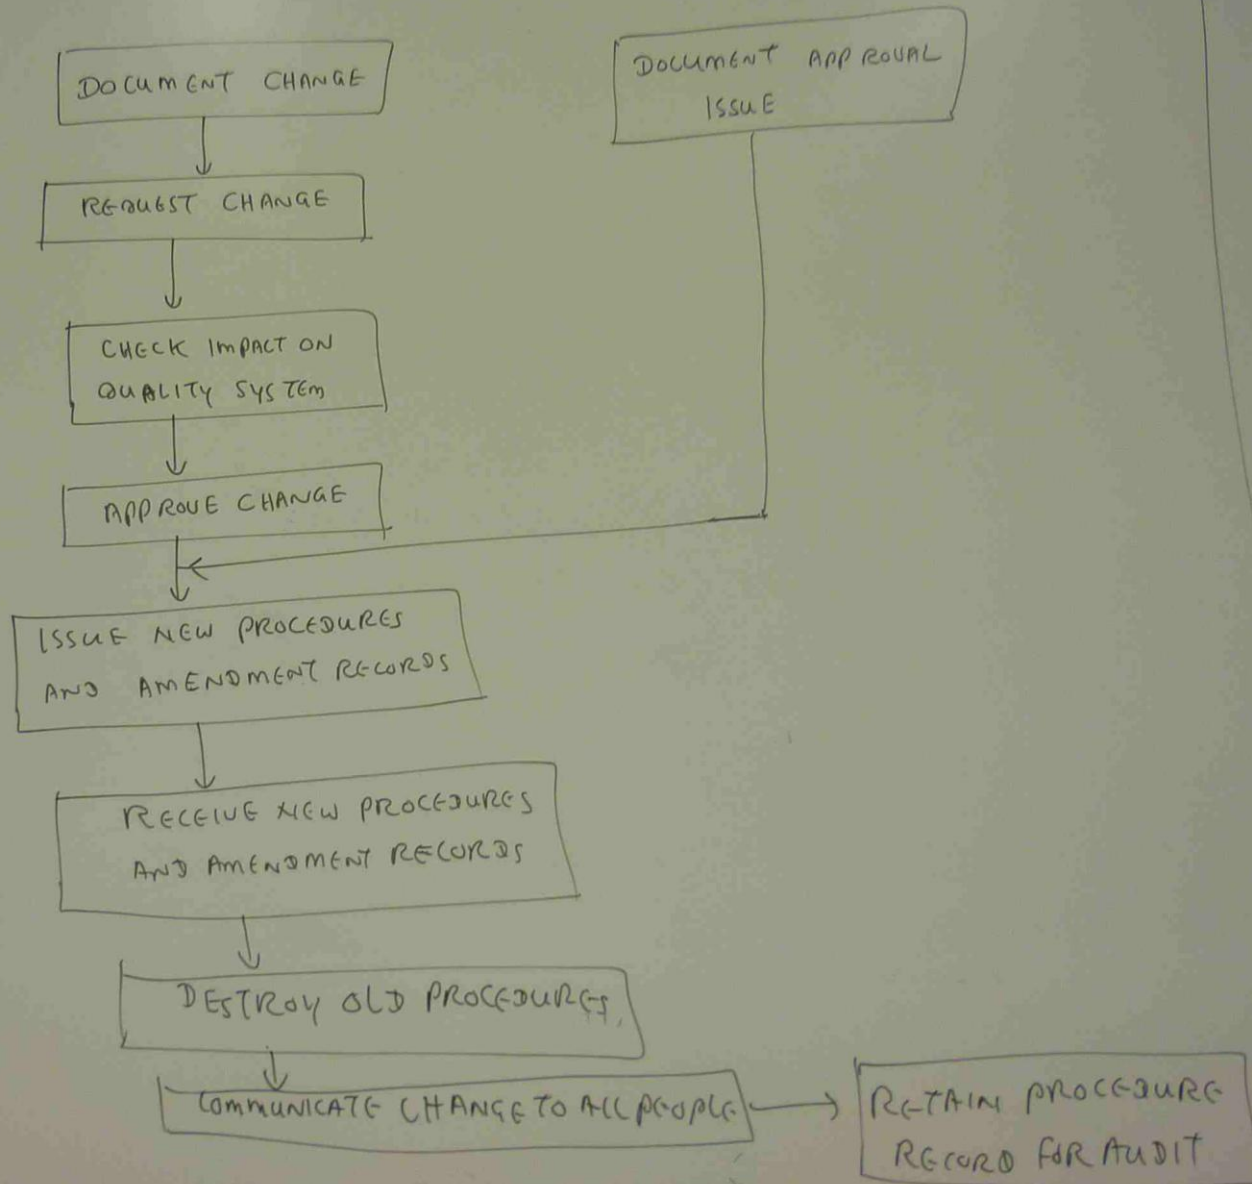 DOCUMENT CHANGE
DOCUMENT APPROVAL
ISSUE
REQUEST CHANGE
CHECK IMPACT ON
QUALITY SYSTEM
APPROVE CHANGE
ISSUE NEW PROCEDURES
AND AMENDMENT RECORDS
RECEIVE NEW PROCEDURES
AND AMENDMENT RECORDS
DESTROY OLD PROCEDURES.
COMMUNICATE CHANGE TO ALL PEOPLE
RETAIN PROCEDURE
RECORD FOR AUDIT